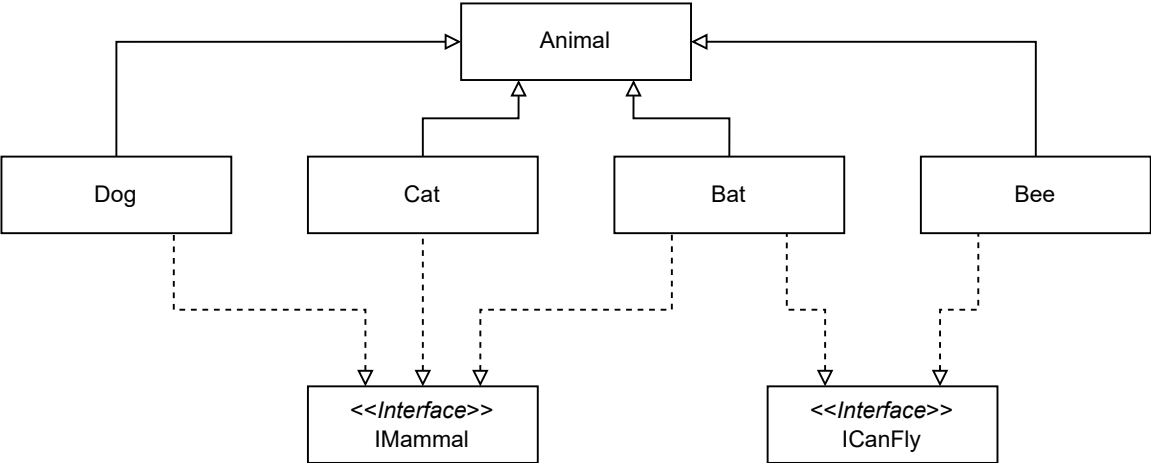 Animal
Dog
Cat
Bat
Bee
<<Interface>>
IMammal
<<Interface>>
ICanFly